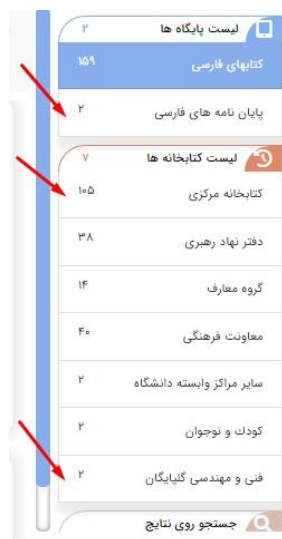 لیست پایگاه ها ۲
کتابهای فارسی ۱۵۹
پایان نامه های فارسی ۲
لیست کتابخانه ها ۷
کتابخانه مرکزی ۱۰۵
دفتر نهاد رهبری ۳۸
گروه معارف ۱۴
معاونت فرهنگی ۴۰
سایر مراکز وابسته دانشگاه ۲
کودك و نوجوان ۲
فنی و مهندسی گلپایگان ۲
جستجو روی نتایج